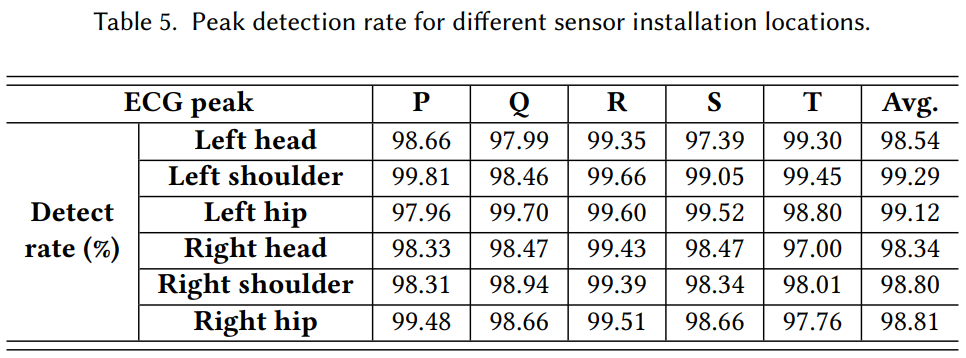 Table 5. Peak detection rate for different sensor installation locations.
ECG peak P Q R S T Avg.
Detect rate (%)
Left head 98.66 97.99 99.35 97.39 99.30 98.54
Left shoulder 99.81 98.46 99.66 99.05 99.45 99.29
Left hip 97.96 99.70 99.60 99.52 98.80 99.12
Right head 98.33 98.47 99.43 98.47 97.00 98.34
Right shoulder 98.31 98.94 99.39 98.34 98.01 98.80
Right hip 99.48 98.66 99.51 98.66 97.76 98.81